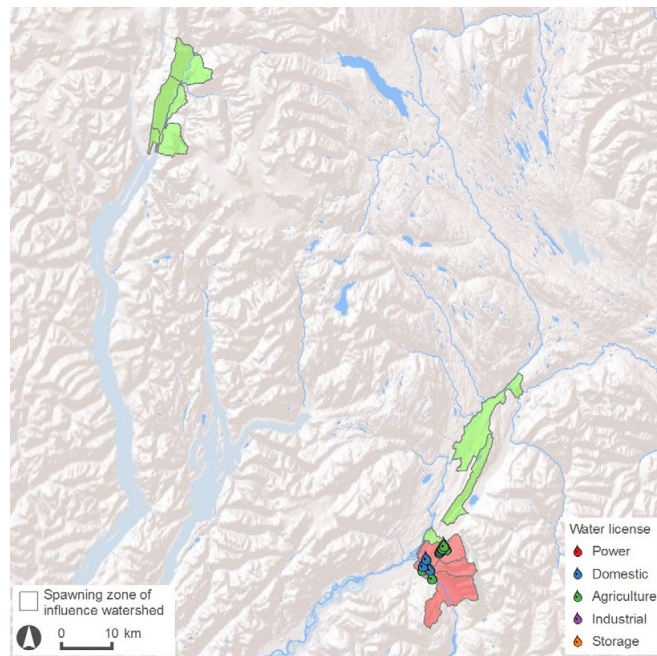 Water license
Power
Domestic
Agriculture
Industrial
Storage
Spawning zone of
influence watershed
0 10 km